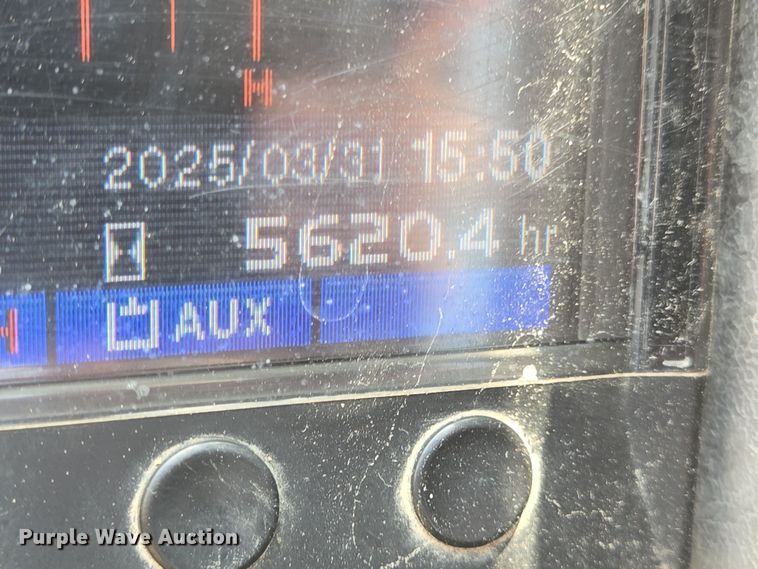 H
2025/03/31 15:50
5620.4 hr
AUX
Purple Wave Auction